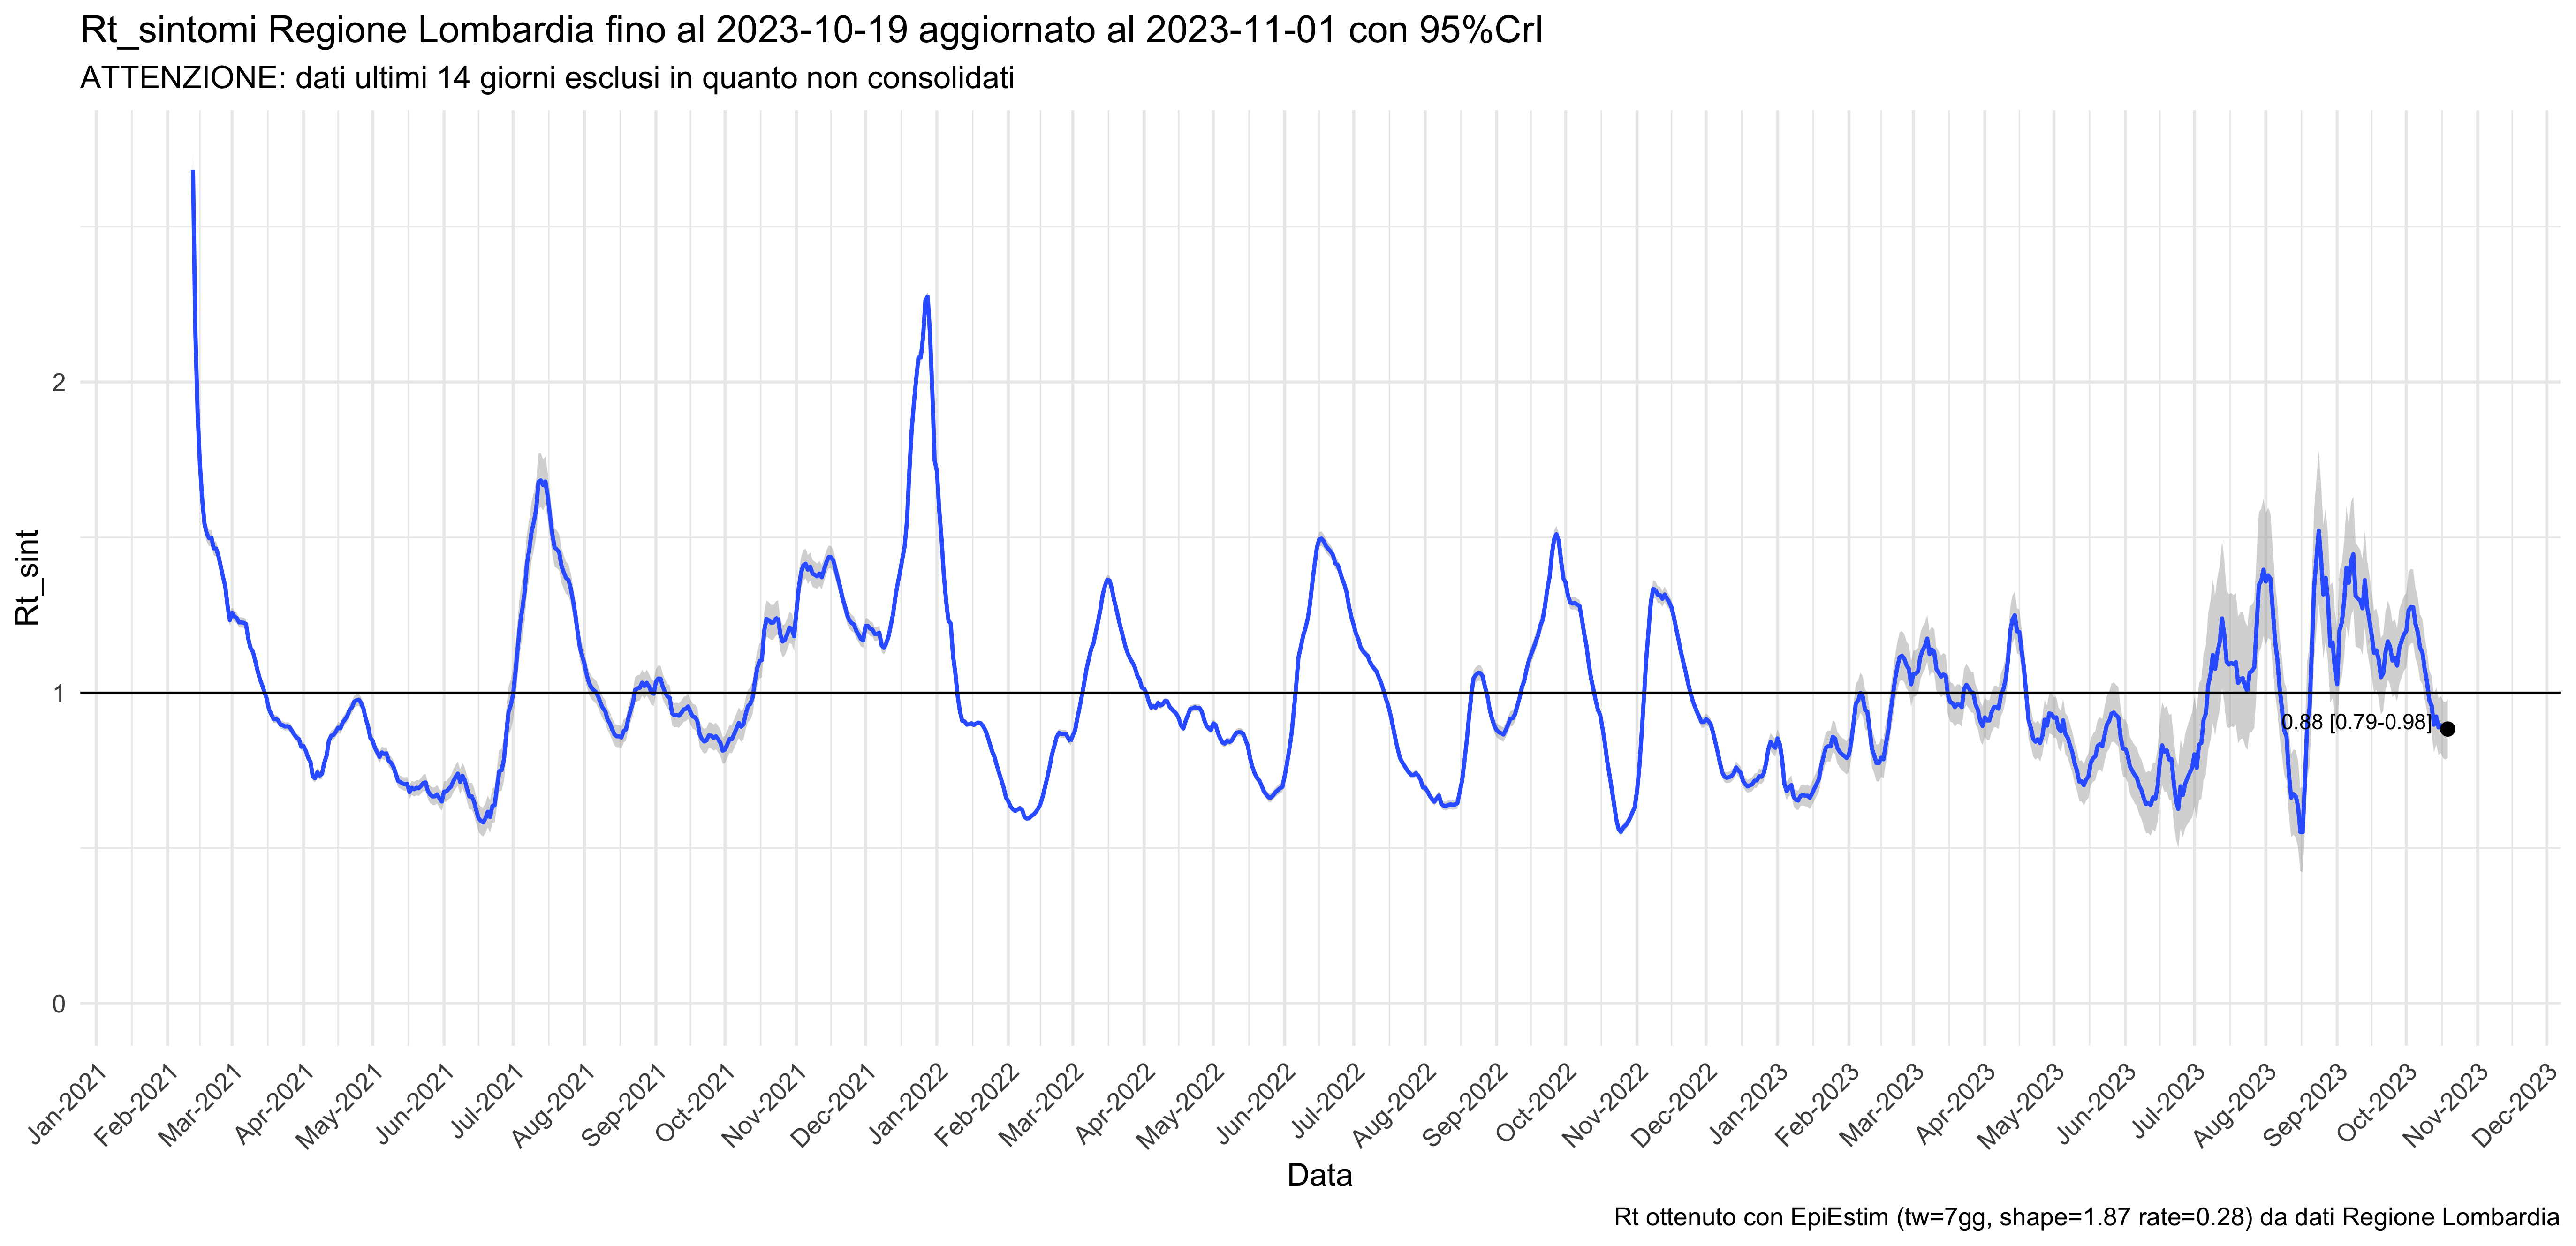 Rt_sintomi Regione Lombardia fino al 2023-10-19 aggiornato al 2023-11-01 con 95%CrI
ATTENZIONE: dati ultimi 14 giorni esclusi in quanto non consolidati
Rt_sint
2
1
0
0.88 [0.79-0.98]
Jan-2021
Feb-2021
Mar-2021
Apr-2021
May-2021
Jun-2021
Jul-2021
Aug-2021
Sep-2021
Oct-2021
Nov-2021
Dec-2021
Jan-2022
Feb-2022
Mar-2022
Apr-2022
May-2022
Jun-2022
Jul-2022
Aug-2022
Sep-2022
Oct-2022
Nov-2022
Dec-2022
Jan-2023
Feb-2023
Mar-2023
Apr-2023
May-2023
Jun-2023
Jul-2023
Aug-2023
Sep-2023
Oct-2023
Nov-2023
Dec-2023
Data
Rt ottenuto con EpiEstim (tw=7gg, shape=1.87 rate=0.28) da dati Regione Lombardia